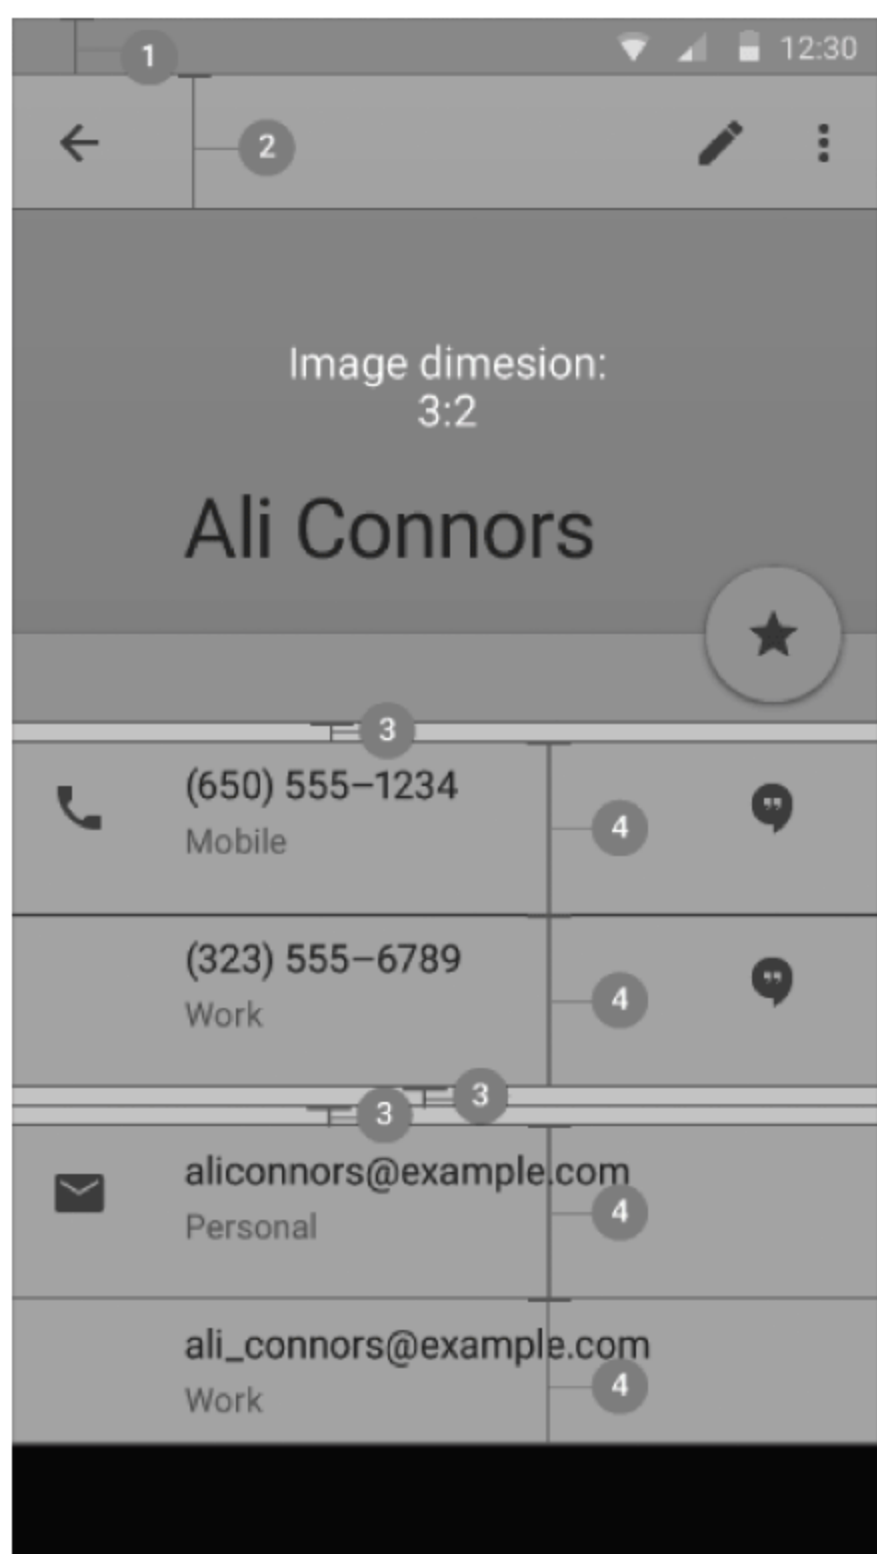 1
12:30
2
Image dimesion:
3:2
Ali Connors
3
(650) 555–1234
Mobile
4
(323) 555–6789
Work
4
3
3
aliconnors@example.com
Personal
4
ali_connors@example.com
Work
4